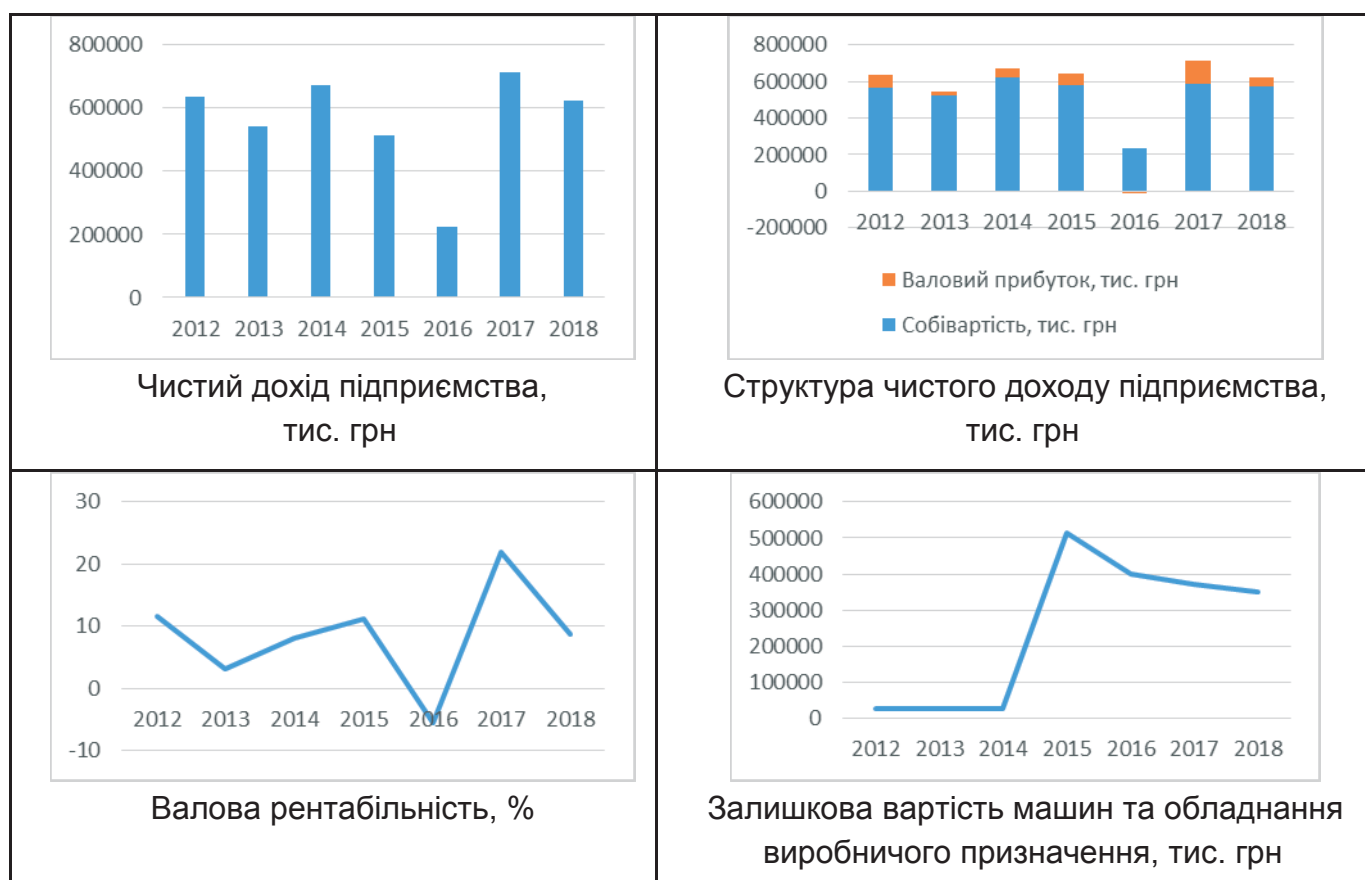 800000
600000
400000
200000
0
2012 2013 2014 2015 2016 2017 2018
Чистий дохід підприємства,
тис. грн
800000
600000
400000
200000
0
-200000
2012 2013 2014 2015 2016 2017 2018
Валовий прибуток, тис. грн
Собівартість, тис. грн
Структура чистого доходу підприємства,
тис. грн
30
20
10
0
-10
2012 2013 2014 2015 2016 2017 2018
Валова рентабільність, %
600000
500000
400000
300000
200000
100000
0
2012 2013 2014 2015 2016 2017 2018
Залишкова вартість машин та обладнання
виробничого призначення, тис. грн